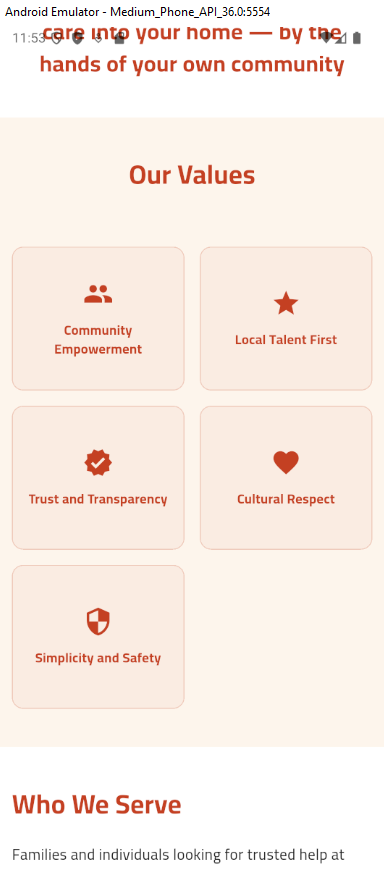 Android Emulator - Medium_Phone_API_36.0:5554
11:53
care into your home — by the
hands of your own community
Our Values
Community
Empowerment
Local Talent First
Trust and Transparency
Cultural Respect
Simplicity and Safety
Who We Serve
Families and individuals looking for trusted help at